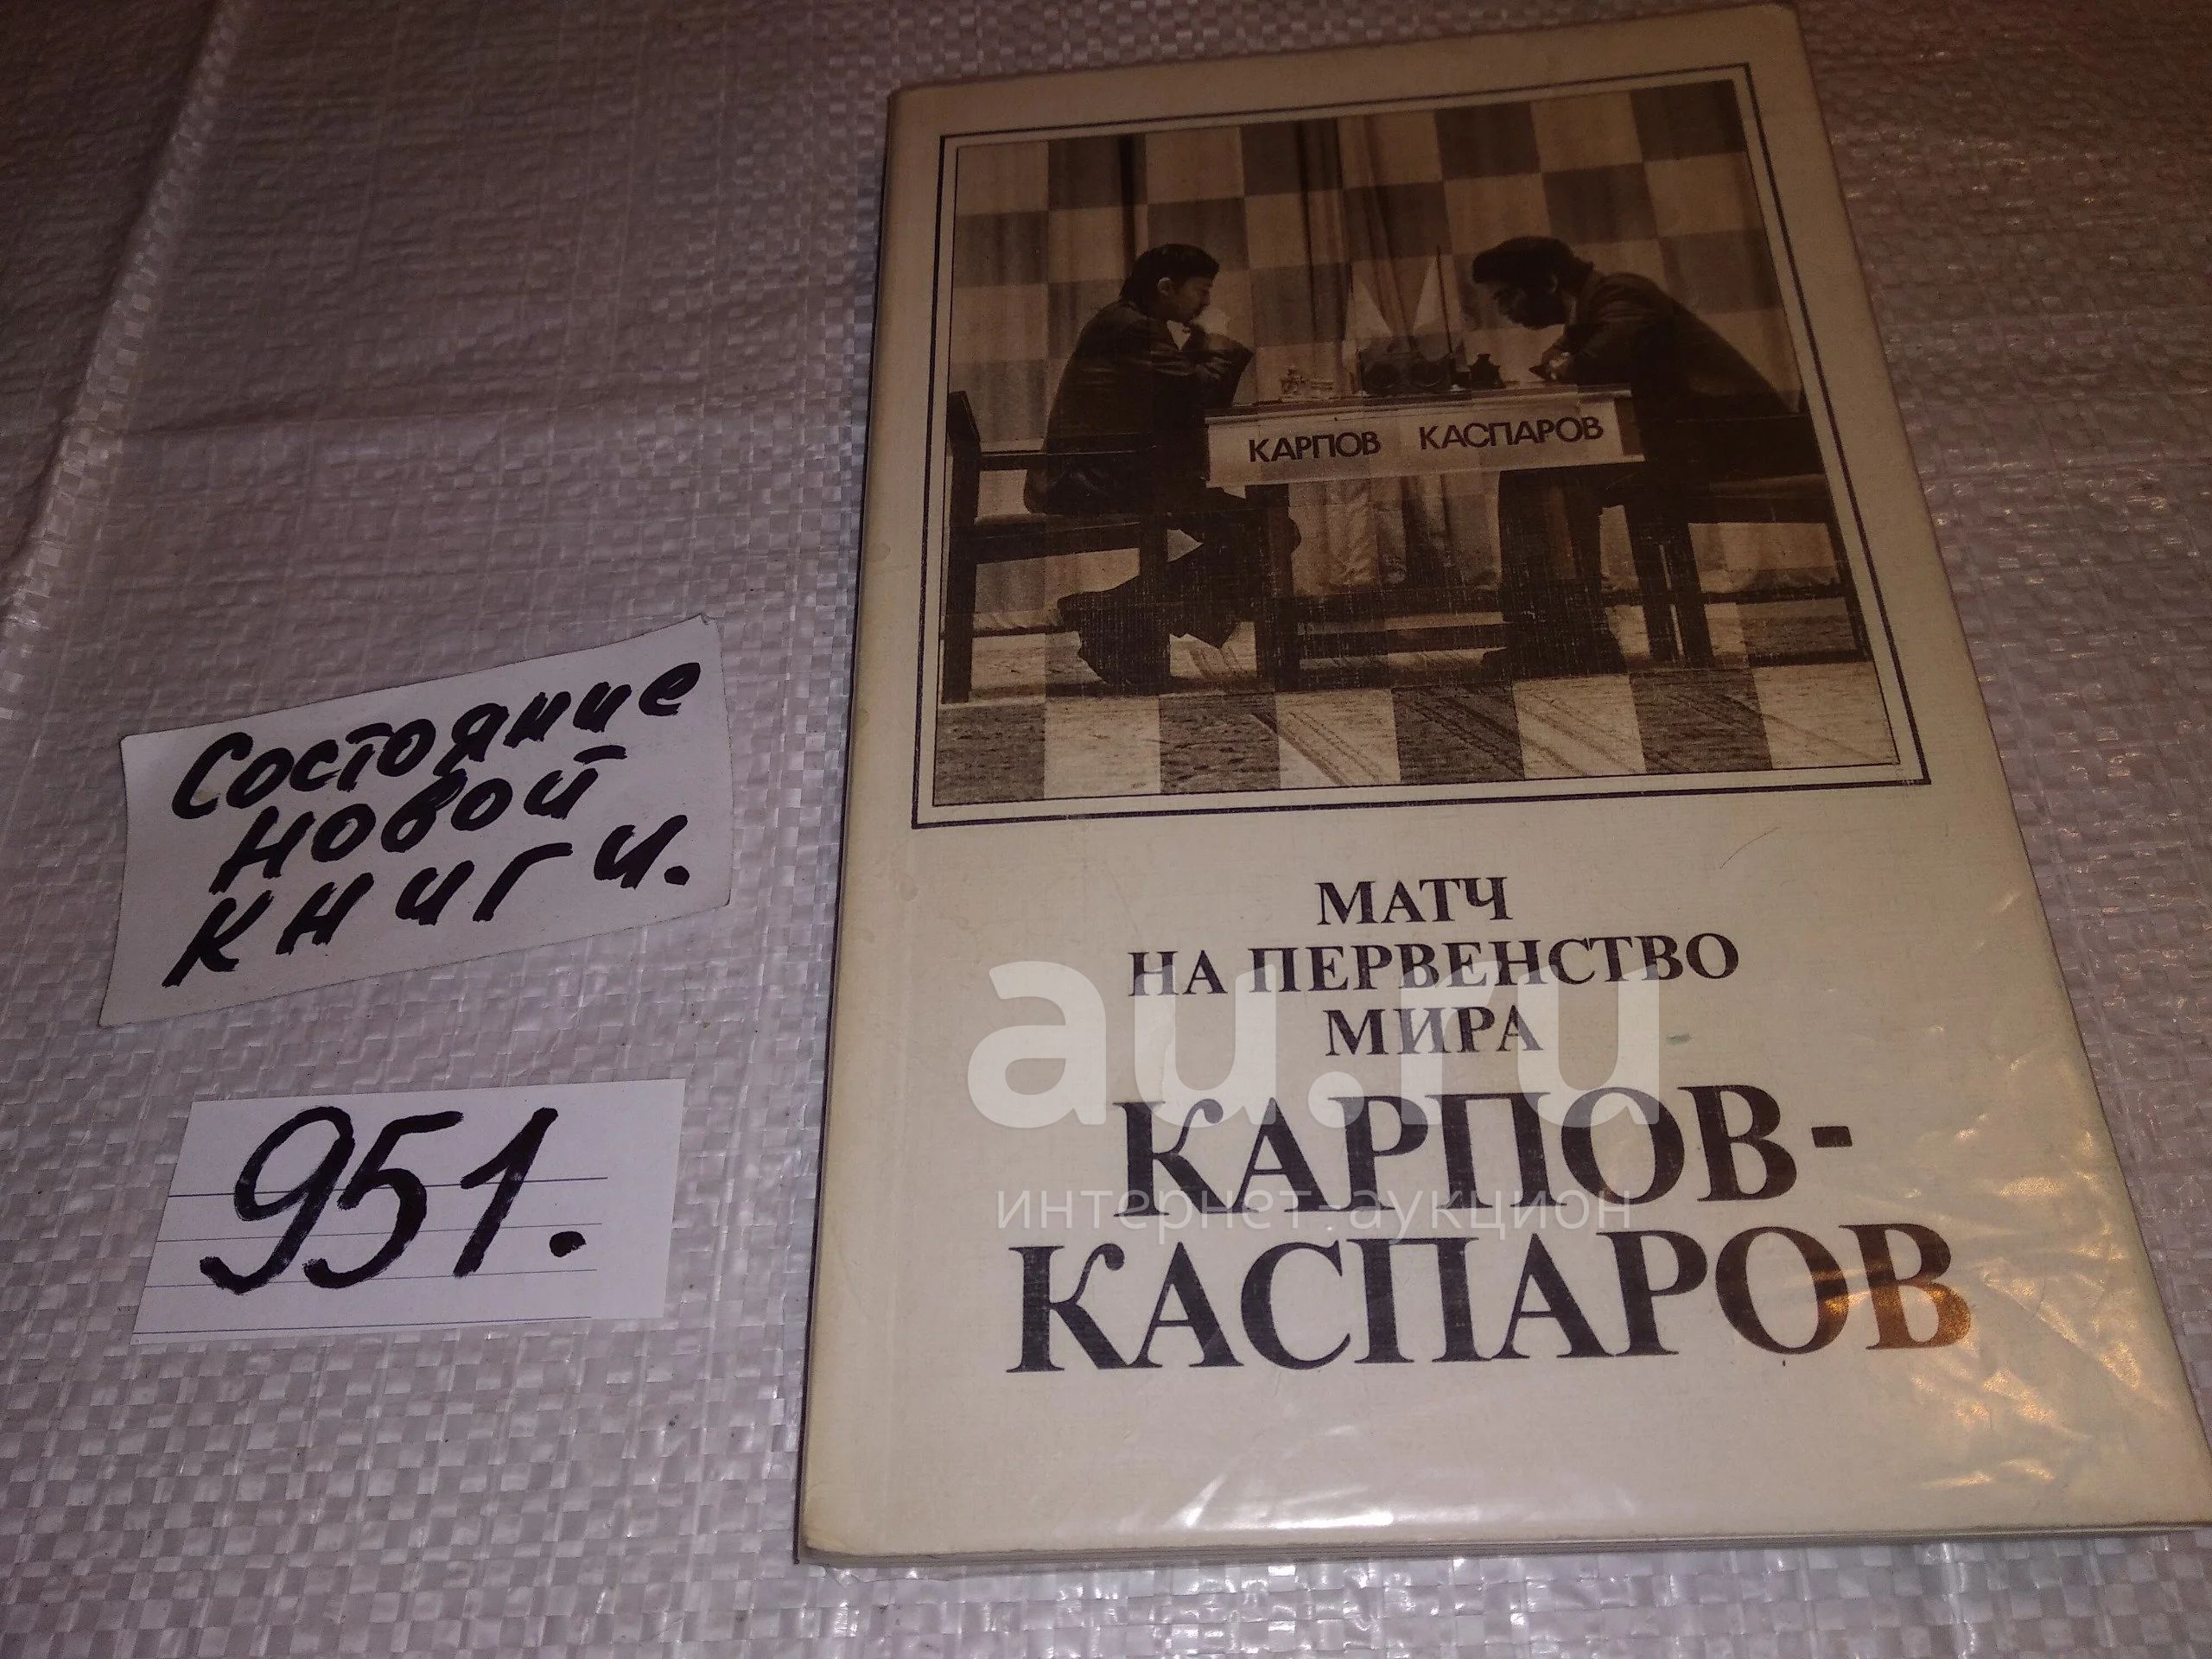 КАРПОВ КАСПАРОВ
МАТЧ
НА ПЕРВЕНСТВО
МИРА
КАРПОВ-
КАСПАРОВ
Состояние
новой
книги.
951.
au.ru
интернет-аукцион